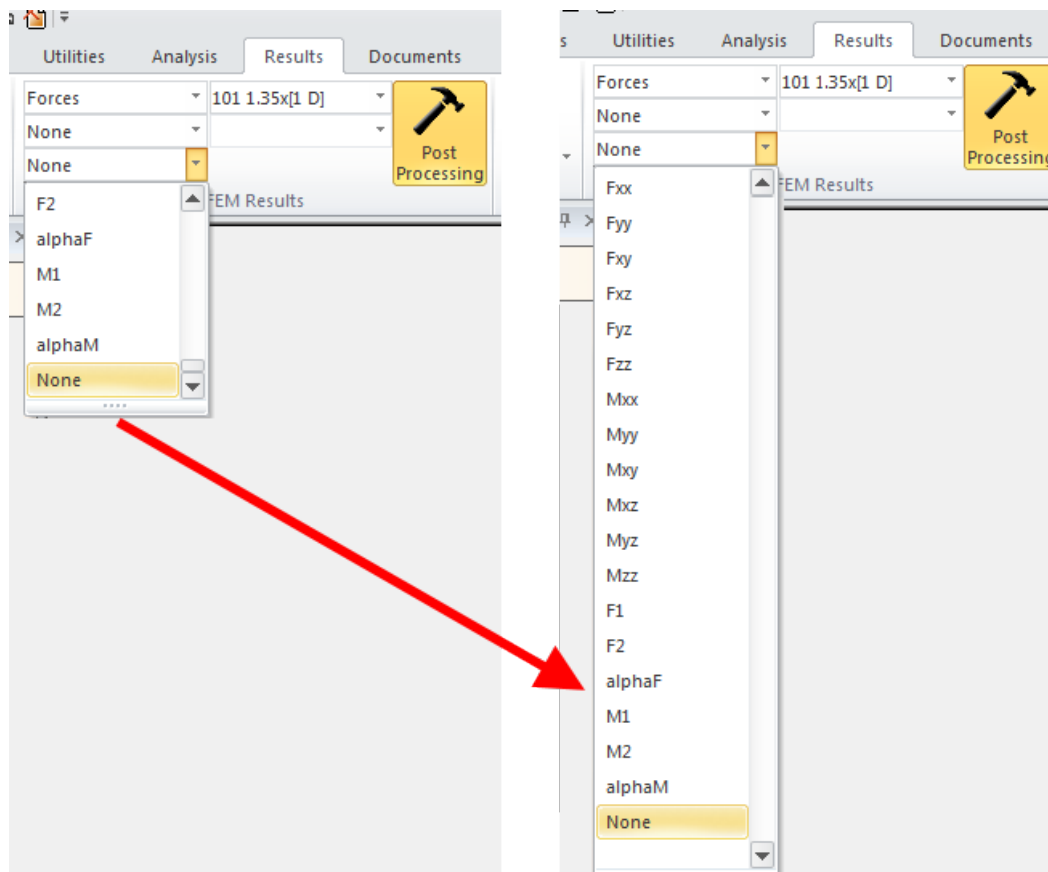 Utilities Analysis Results Documents
Forces 101 1.35x[1 D]
None
None
Post
Processing
FEM Results
F2
alphaF
M1
M2
alphaM
None
s Utilities Analysis Results Documents
Forces 101 1.35x[1 D]
None
None
Post
Processing
FEM Results
Fxx
Fyy
Fxy
Fxz
Fyz
Fzz
Mxx
Myy
Mxy
Mxz
Myz
Mzz
F1
F2
alphaF
M1
M2
alphaM
None